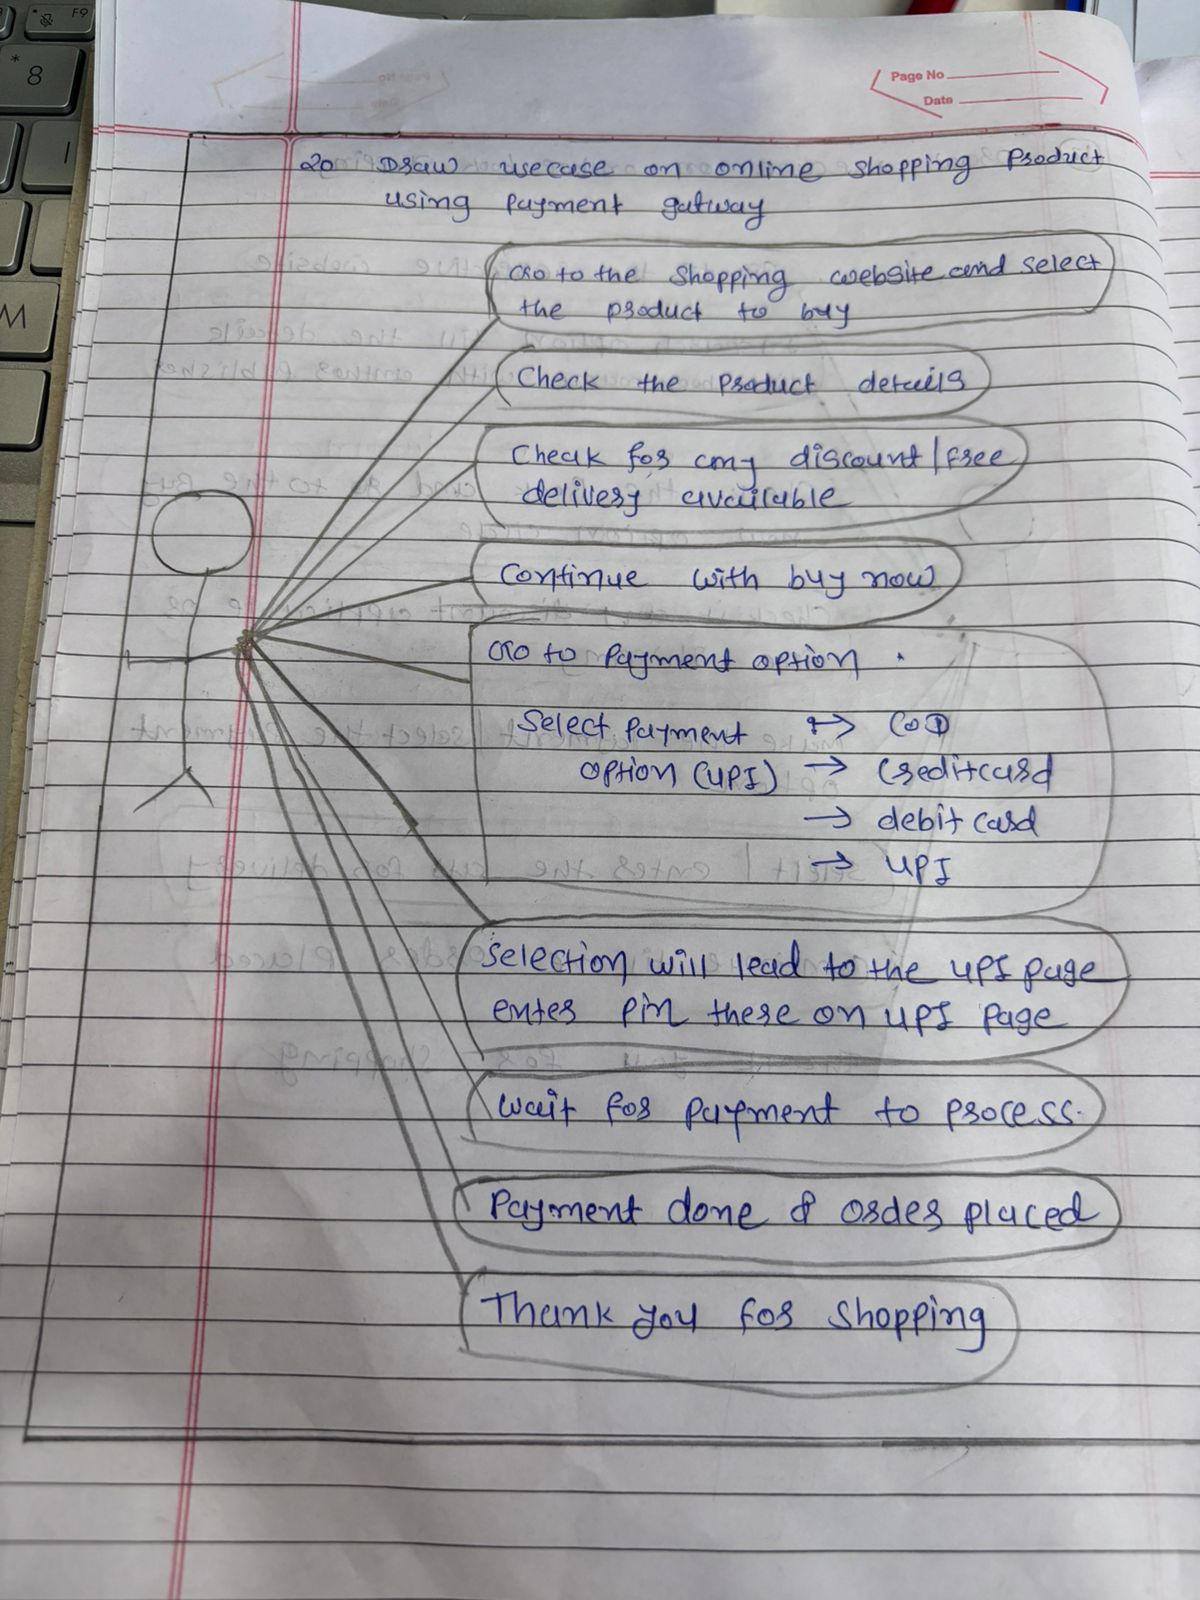 F9
*
8
I
M
Page No
Date
20 Draw usecase on online shopping product
using payment gatway
Go to the shopping website and select
the product to buy
Check the product details
Check for any discount/free
delivery available
Continue with buy now
Go to payment option
Select payment → COD
option (UPI) → creditcard
→ debit card
→ UPI
Selection will lead to the UPI page
enter pin there on UPI page
wait for payment to process.
Payment done & order placed
Thank you for shopping